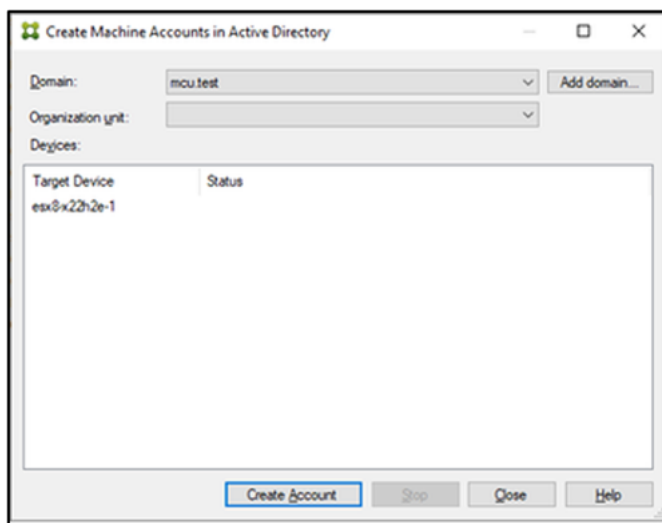 Create Machine Accounts in Active Directory
Domain: mcu.test Add domain...
Organization unit:
Devices:
Target Device Status
esx8-x22h2e-1
Create Account Stop Close Help